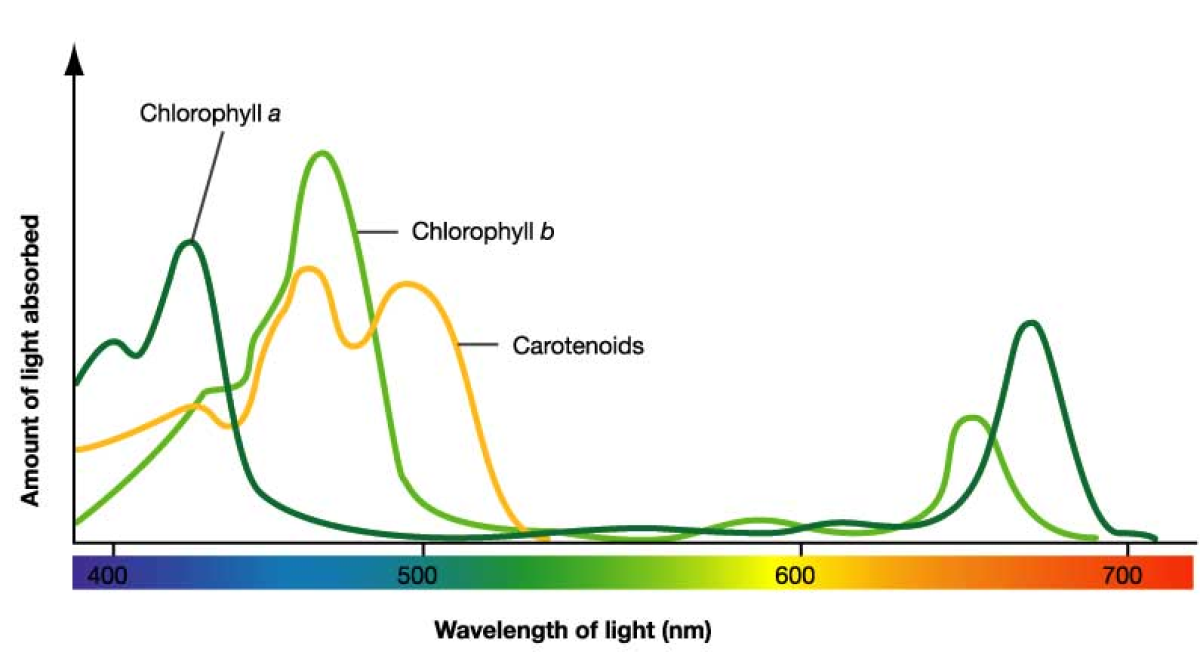 Chlorophyll a
Chlorophyll b
Carotenoids
Amount of light absorbed
400 500 600 700
Wavelength of light (nm)